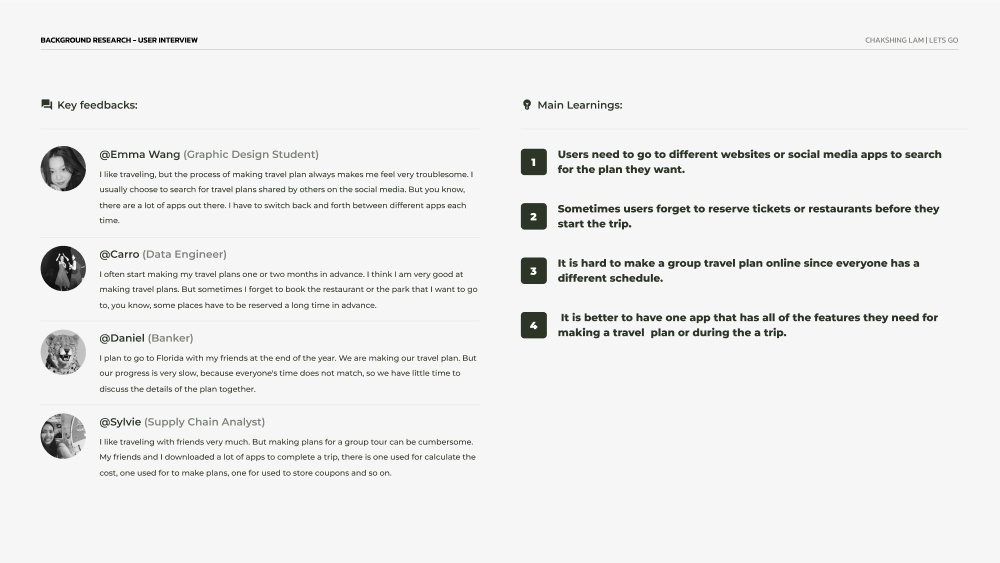 BACKGROUND RESEARCH – USER INTERVIEW
CHAKSHING LAM | LETS GO
Key feedbacks:
@Emma Wang (Graphic Design Student)
I like traveling, but the process of making travel plan always makes me feel very troublesome. I
usually choose to search for travel plans shared by others on the social media. But you know,
there are a lot of apps out there. I have to switch back and forth between different apps each
time.
@Carro (Data Engineer)
I often start making my travel plans one or two months in advance. I think I am very good at
making travel plans. But sometimes I forget to book the restaurant or the park that I want to go
to, you know, some places have to be reserved a long time in advance.
@Daniel (Banker)
I plan to go to Florida with my friends at the end of the year. We are making our travel plan. But
our progress is very slow, because everyone's time does not match, so we have little time to
discuss the details of the plan together.
@Sylvie (Supply Chain Analyst)
I like traveling with friends very much. But making plans for a group tour can be cumbersome.
My friends and I downloaded a lot of apps to complete a trip, there is one used for calculate the
cost, one used for to make plans, one for used to store coupons and so on.
Main Learnings:
1 Users need to go to different websites or social media apps to search
for the plan they want.
2 Sometimes users forget to reserve tickets or restaurants before they
start the trip.
3 It is hard to make a group travel plan online since everyone has a
different schedule.
4 It is better to have one app that has all of the features they need for
making a travel  plan or during the a trip.